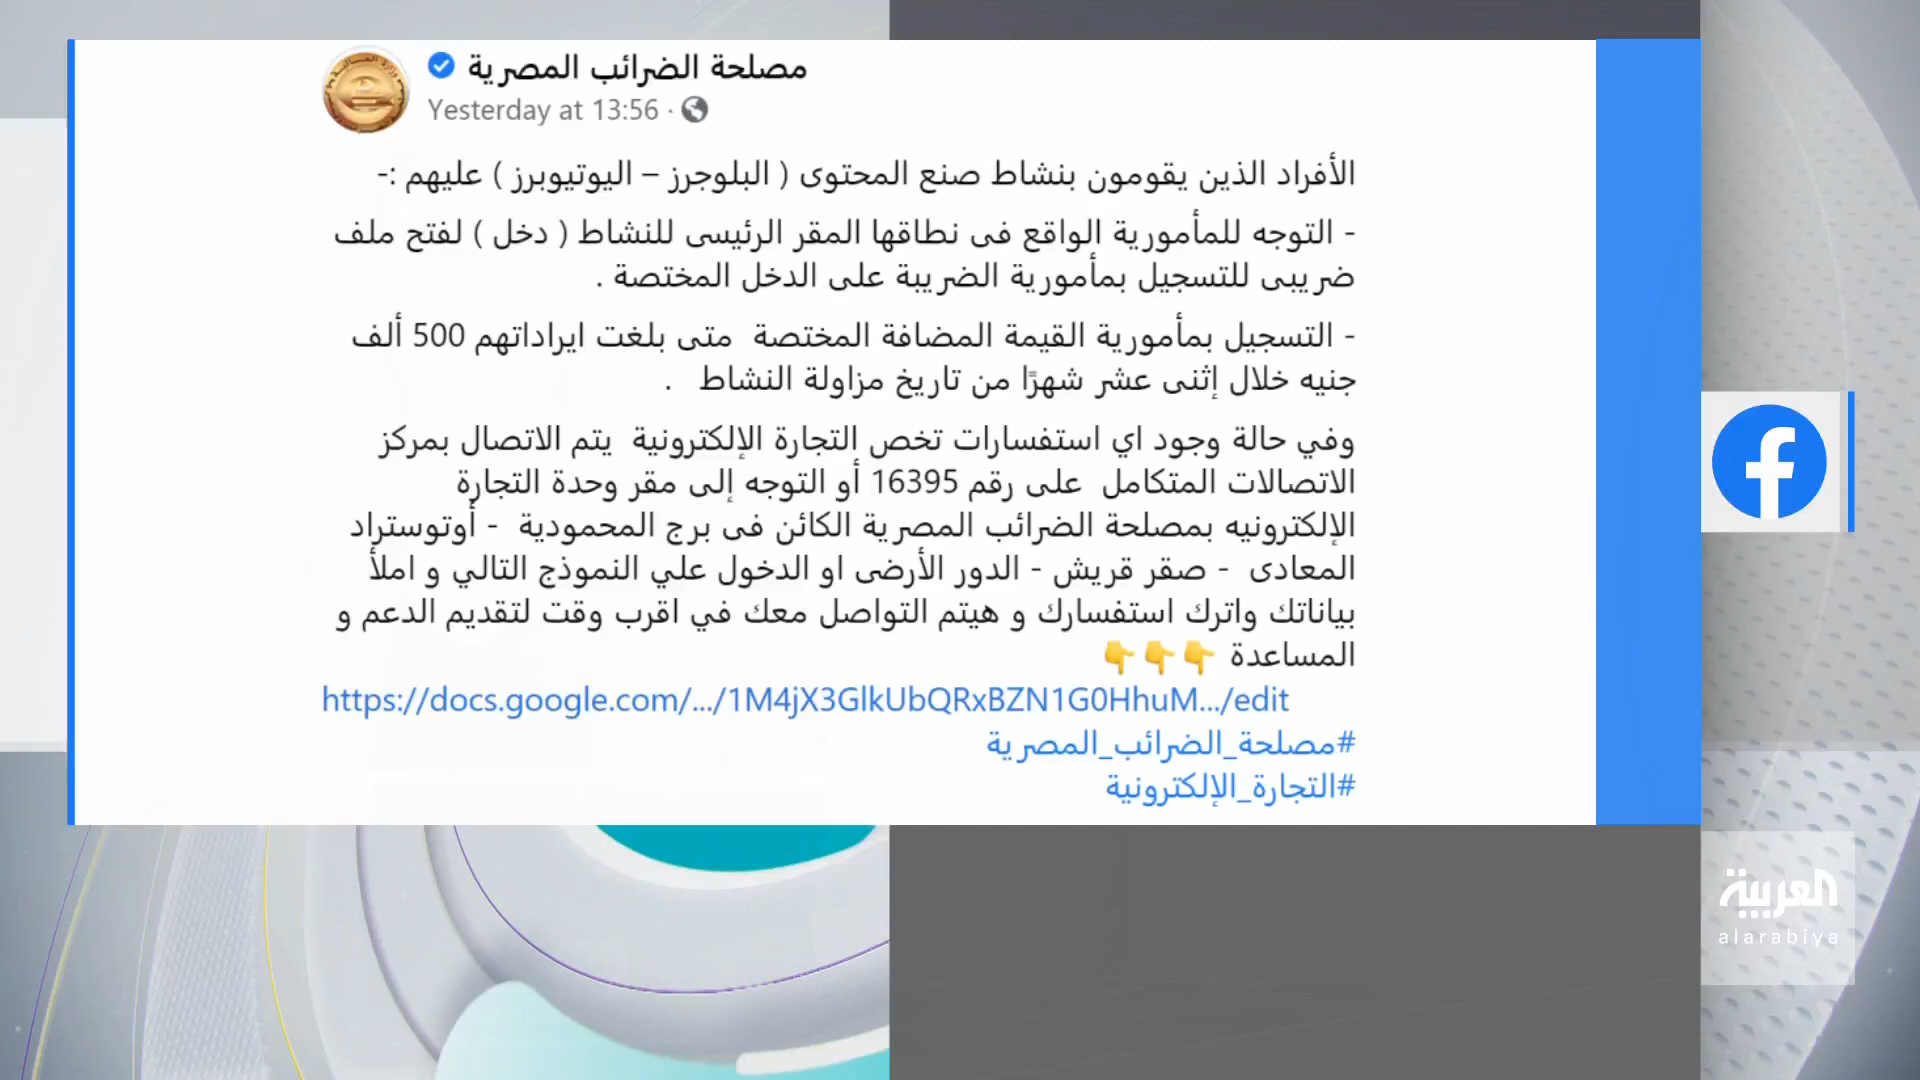 مصلحة الضرائب المصرية
Yesterday at 13:56 ·
الأفراد الذين يقومون بنشاط صنع المحتوى ( البلوجرز – اليوتيوبرز ) عليهم :-
- التوجه للمأمورية الواقع فى نطاقها المقر الرئيسى للنشاط ( دخل ) لفتح ملف
ضريبى للتسجيل بمأمورية الضريبة على الدخل المختصة .
- التسجيل بمأمورية القيمة المضافة المختصة متى بلغت ايراداتهم 500 ألف
جنيه خلال إثنى عشر شهرًا من تاريخ مزاولة النشاط .
وفي حالة وجود اي استفسارات تخص التجارة الإلكترونية يتم الاتصال بمركز
الاتصالات المتكامل على رقم 16395 أو التوجه إلى مقر وحدة التجارة
الإلكترونيه بمصلحة الضرائب المصرية الكائن فى برج المحمودية - أوتوستراد
المعادى - صقر قريش - الدور الأرضى او الدخول علي النموذج التالي و املأ
بياناتك واترك استفسارك و هيتم التواصل معك في اقرب وقت لتقديم الدعم و
المساعدة 👇👇👇
https://docs.google.com/.../1M4jX3GlkUbQRxBZN1G0HhuM.../edit
#مصلحة_الضرائب_المصرية
#التجارة_الإلكترونية
العربية
alarabiya